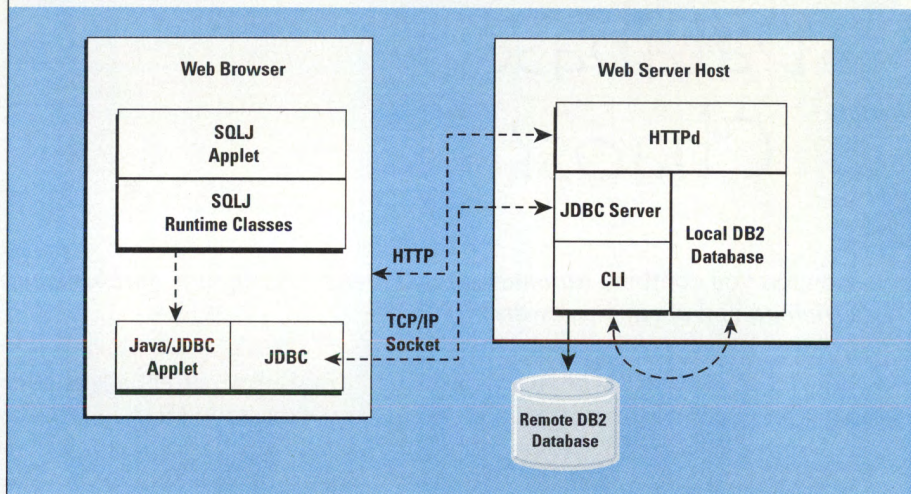 Web Browser
SQLJ
Applet
SQLJ
Runtime Classes
Java/JDBC
Applet
JDBC
HTTP
TCP/IP
Socket
Web Server Host
HTTPd
JDBC Server
CLI
Local DB2
Database
Remote DB2
Database